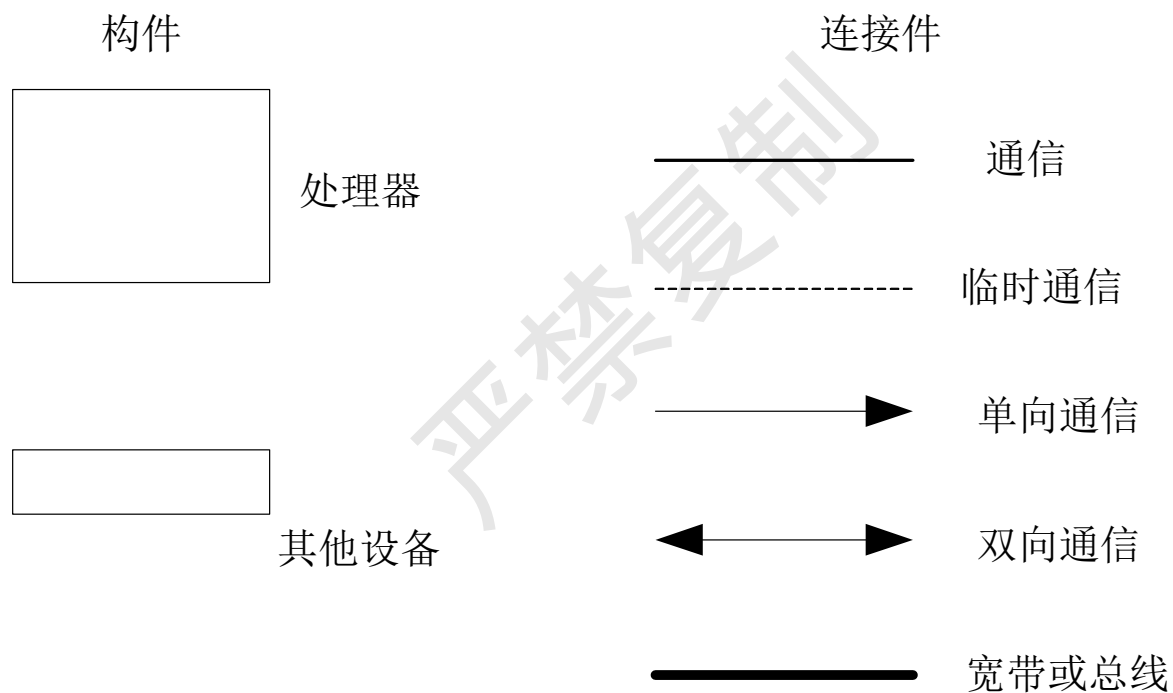 构件
连接件
处理器
通信
临时通信
单向通信
其他设备
双向通信
宽带或总线
严禁复制